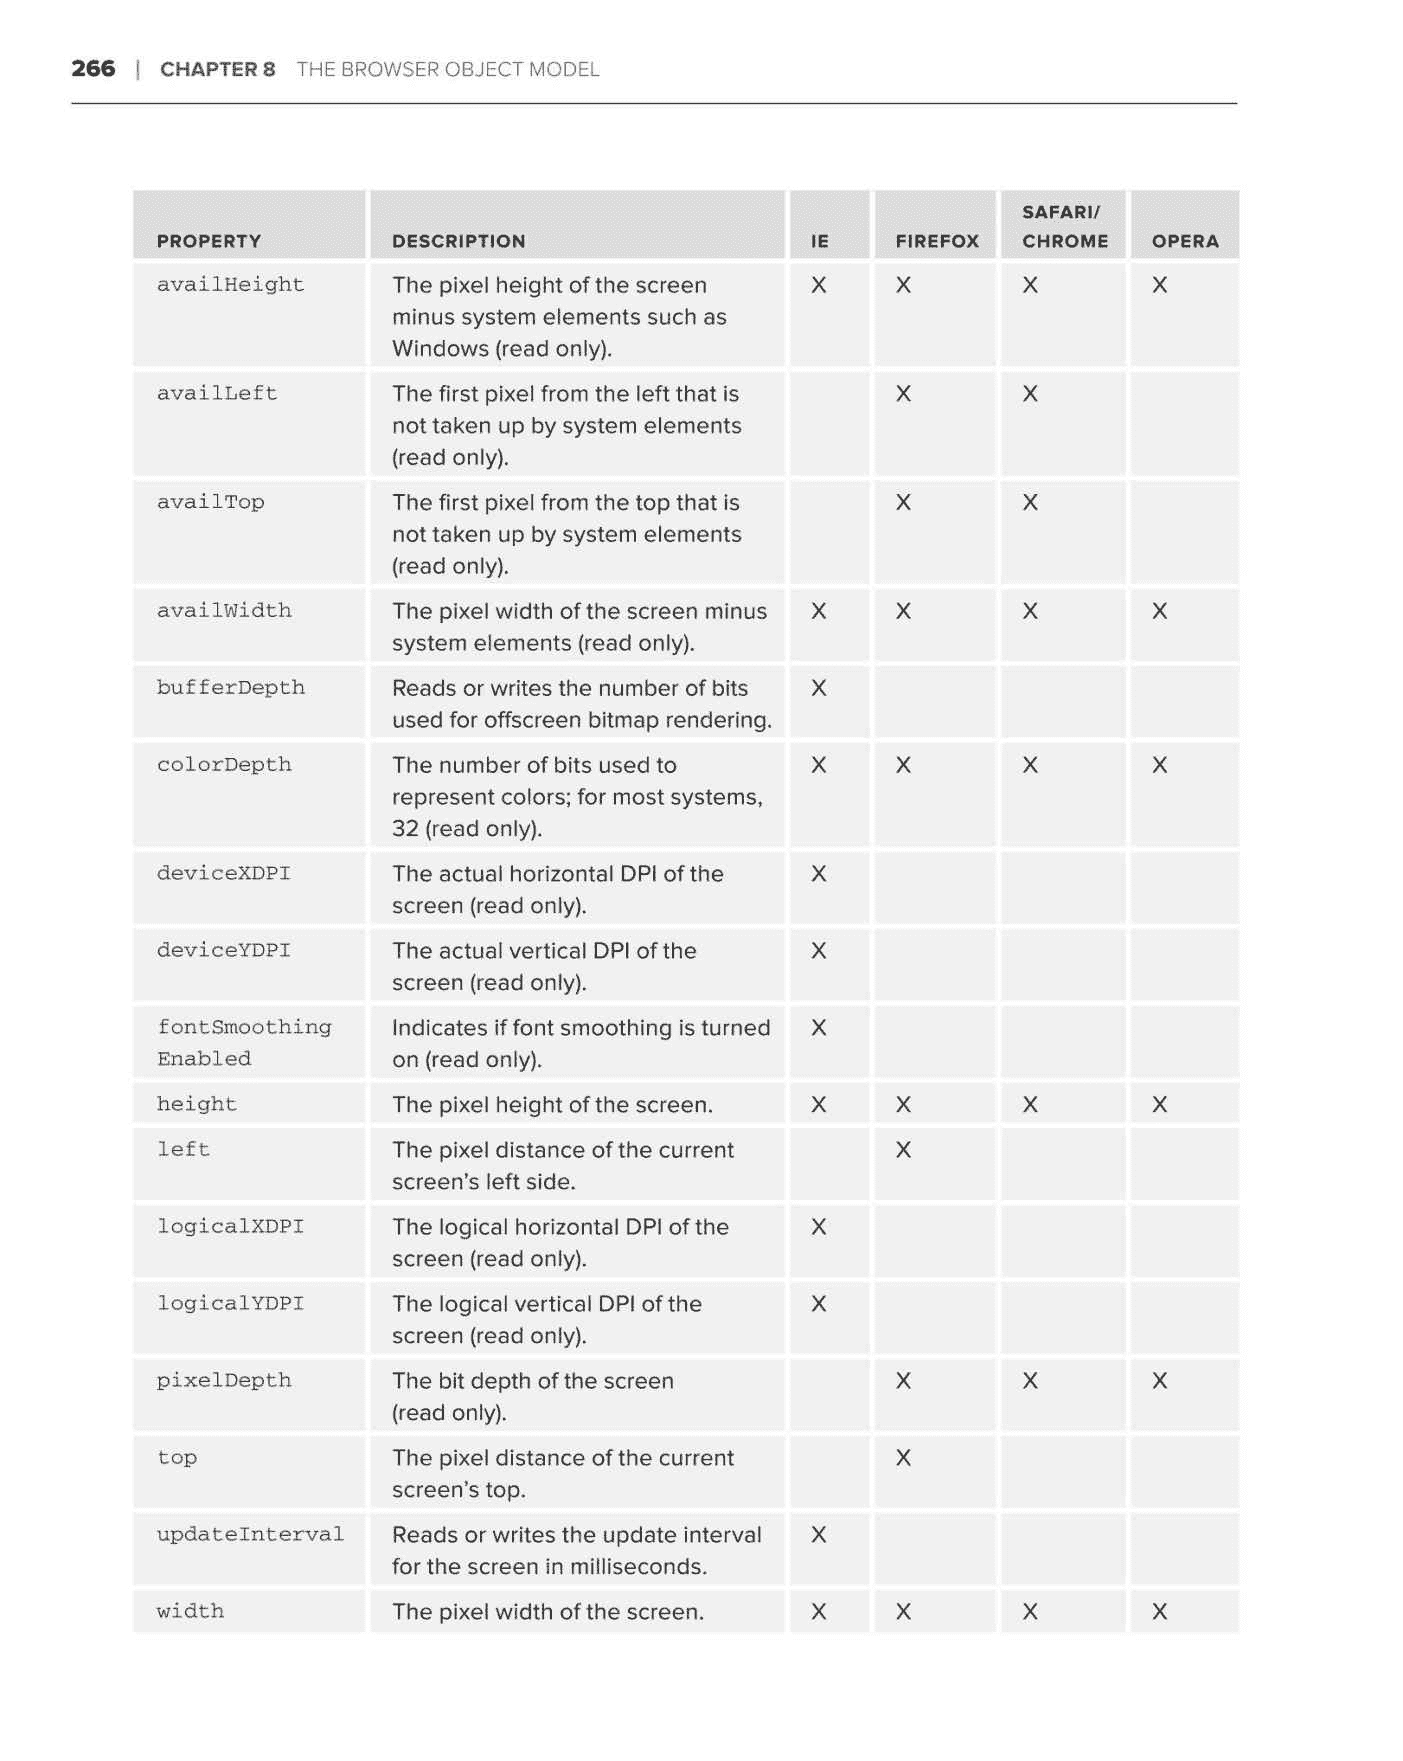 266 | CHAPTER 8 THE BROWSER OBJECT MODEL
SAFARI/
PROPERTY DESCRIPTION IE FIREFOX CHROME OPERA
availHeight The pixel height of the screen X X X X
minus system elements such as
Windows (read only).
availLeft The first pixel from the left that is X X
not taken up by system elements
(read only).
availTop The first pixel from the top that is X X
not taken up by system elements
(read only).
availWidth The pixel width of the screen minus X X X X
system elements (read only).
bufferDepth Reads or writes the number of bits X
used for offscreen bitmap rendering.
colorDepth The number of bits used to X X X X
represent colors; for most systems,
32 (read only).
deviceXDPI The actual horizontal DPI of the X
screen (read only).
deviceYDPI The actual vertical DPI of the X
screen (read only).
fontSmoothing Indicates if font smoothing is turned X
Enabled on (read only).
height The pixel height of the screen. X X X X
left The pixel distance of the current X
screen’s left side.
logicalXDPI The logical horizontal DPI of the X
screen (read only).
logicalYDPI The logical vertical DPI of the X
screen (read only).
pixelDepth The bit depth of the screen X X X
(read only).
top The pixel distance of the current X
screen’s top.
updateInterval Reads or writes the update interval X
for the screen in milliseconds.
width The pixel width of the screen. X X X X